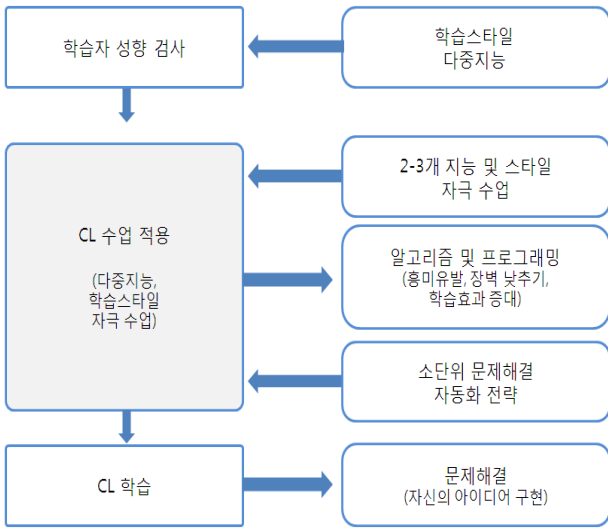 학습자 성향 검사
학습스타일
다중지능
2-3개 지능 및 스타일
자극 수업
CL 수업 적용
(다중지능,
학습스타일
자극 수업)
알고리즘 및 프로그래밍
(흥미유발, 장벽 낮추기,
학습효과 증대)
소단위 문제해결
자동화 전략
CL 학습
문제해결
(자신의 아이디어 구현)